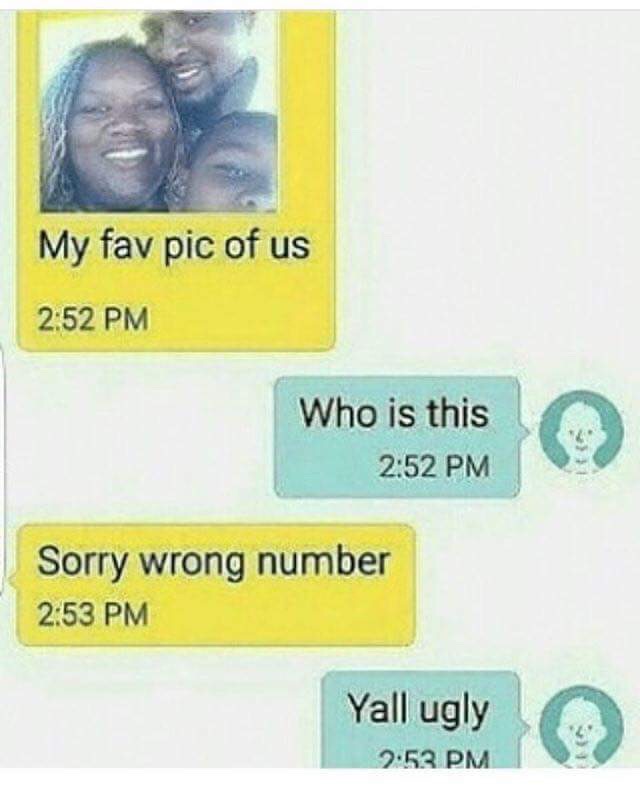 My fav pic of us
2:52 PM
Who is this
2:52 PM
Sorry wrong number
2:53 PM
Yall ugly
2:53 PM